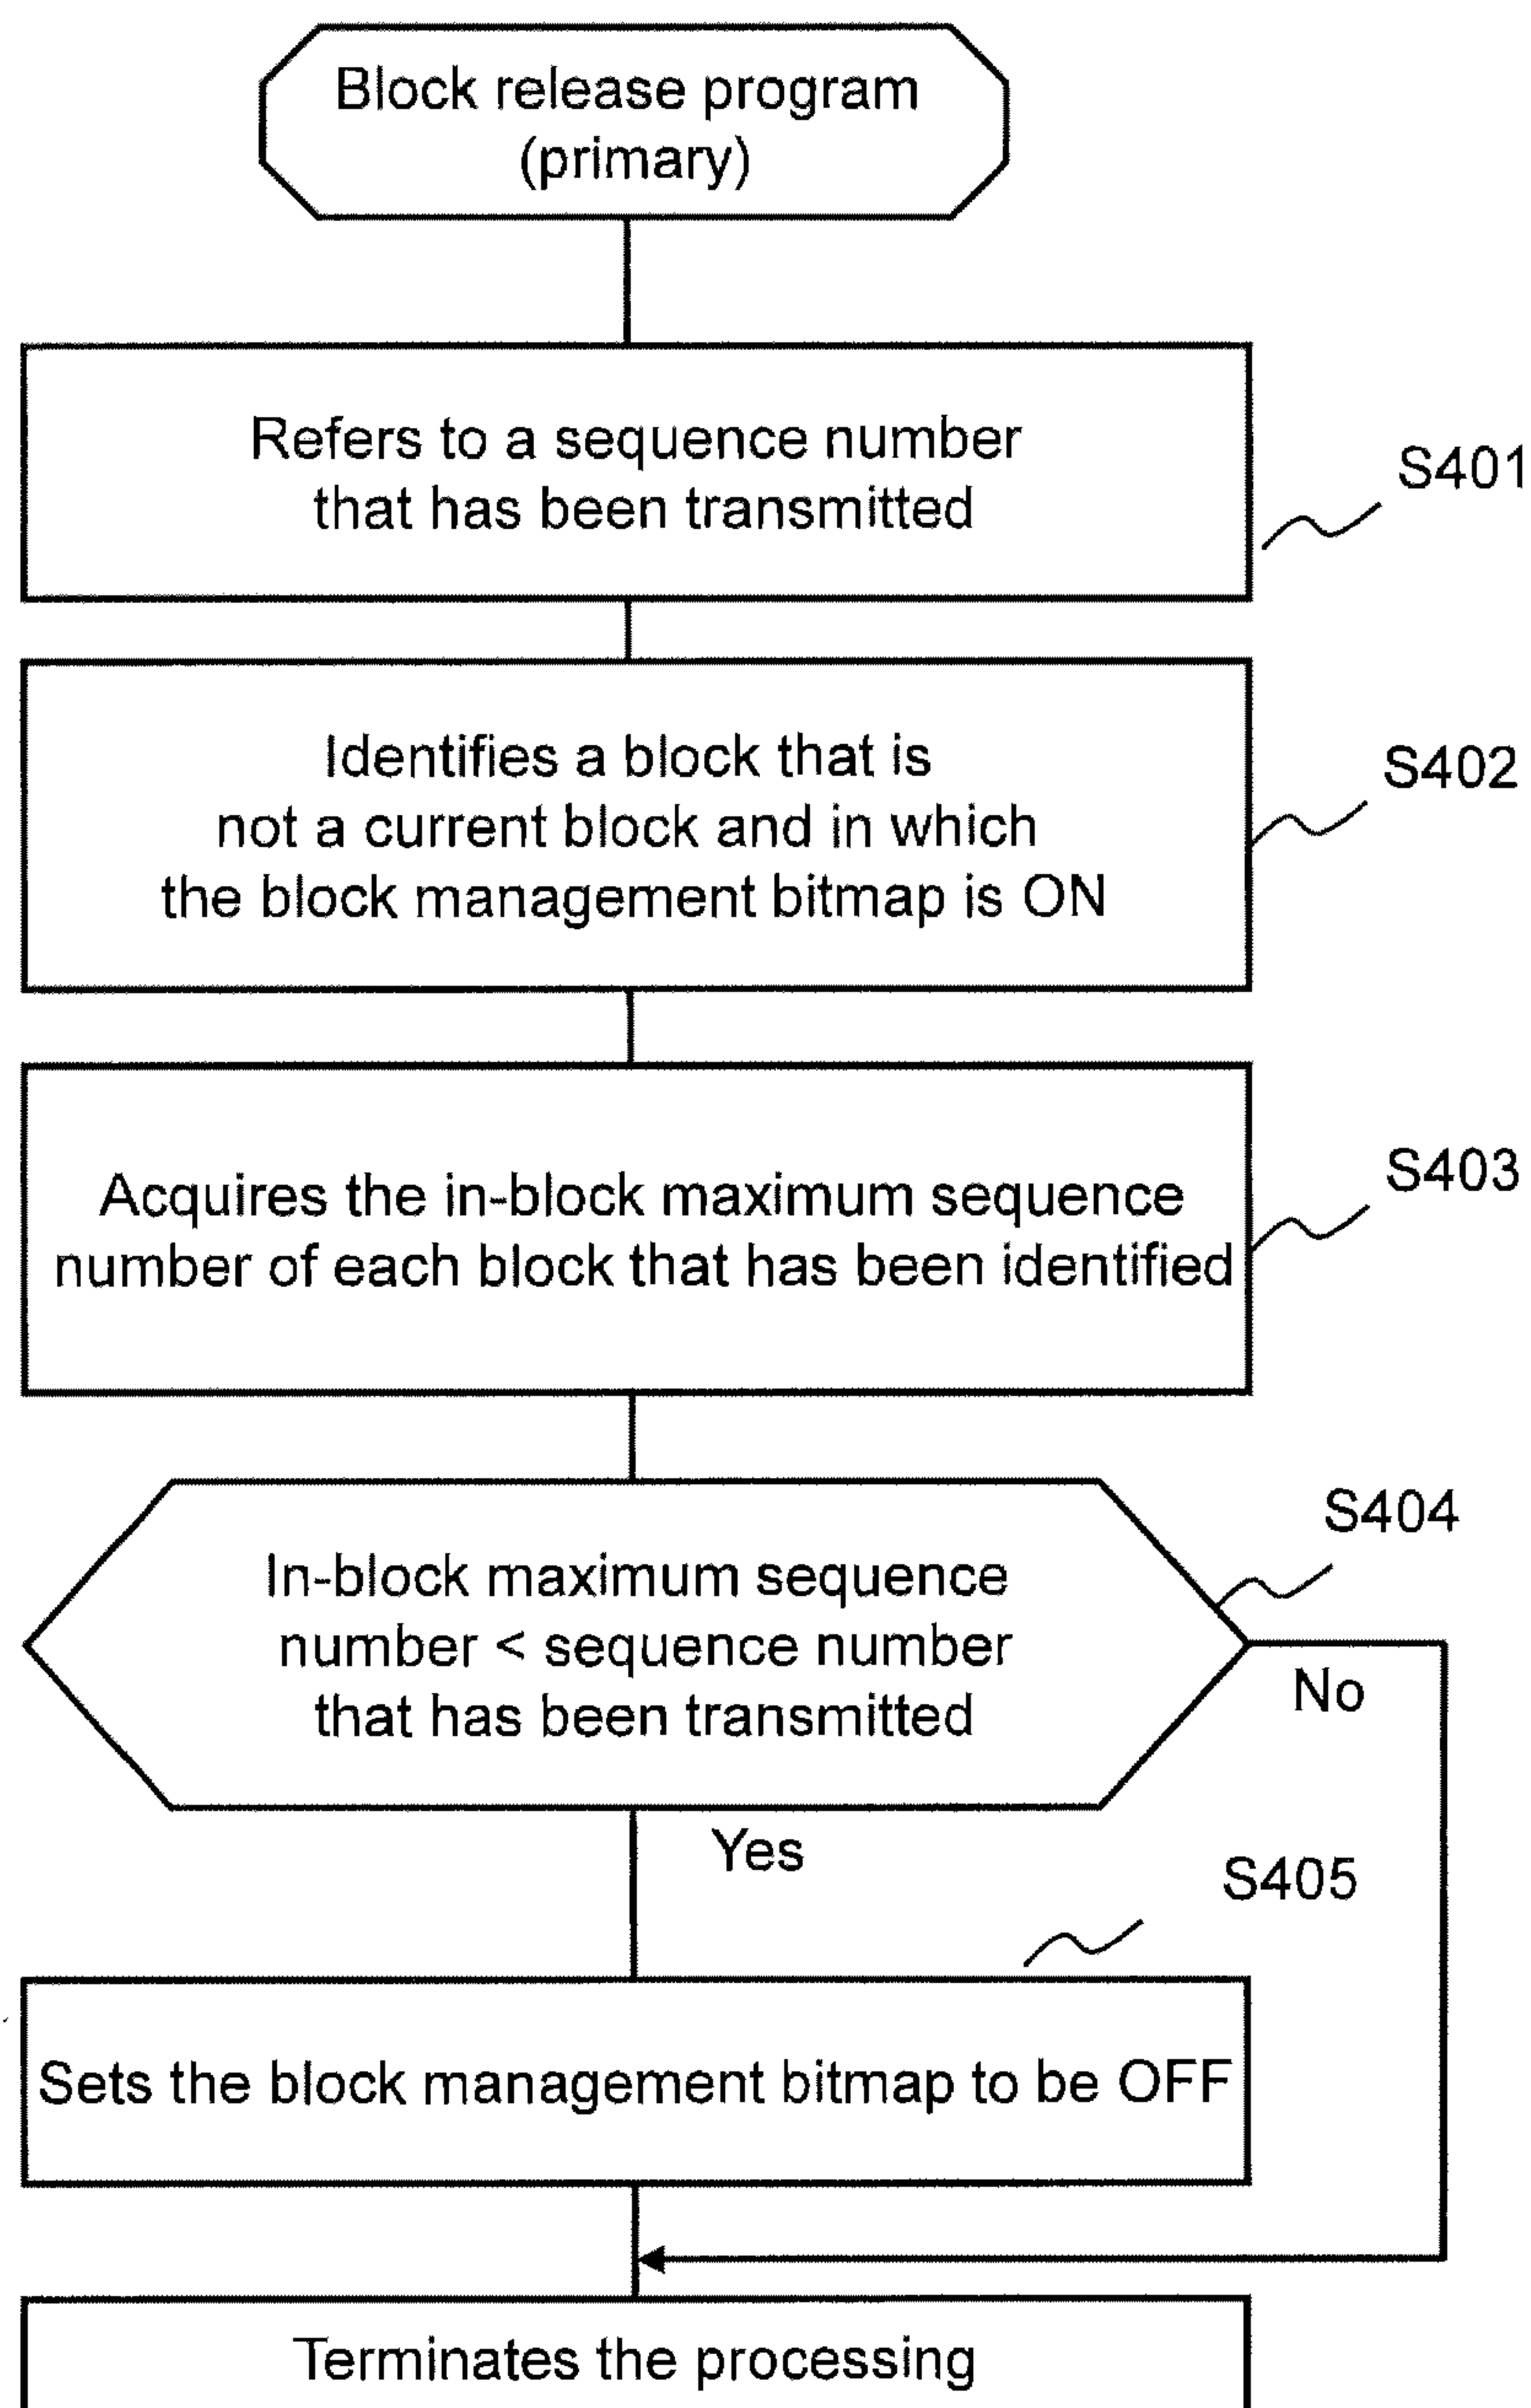 Block release program
(primary)
Refers to a sequence number
that has been transmitted
S401
Identifies a block that is
not a current block and in which
the block management bitmap is ON
S402
Acquires the in-block maximum sequence
number of each block that has been identified
S403
In-block maximum sequence
number < sequence number
that has been transmitted
S404
No
Yes
S405
Sets the block management bitmap to be OFF
Terminates the processing